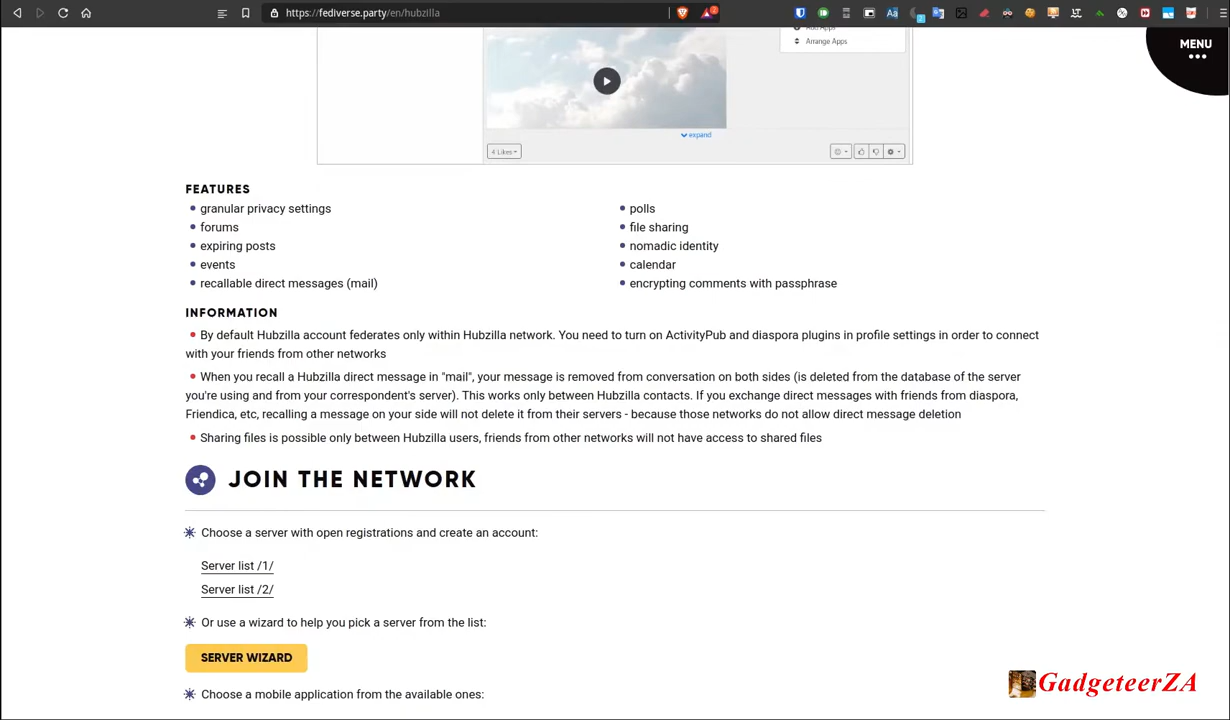 https://fediverse.party/en/hubzilla
MENU
Arrange Apps
expand
4 Likes
FEATURES
granular privacy settings
forums
expiring posts
events
recallable direct messages (mail)
polls
file sharing
nomadic identity
calendar
encrypting comments with passphrase
INFORMATION
By default Hubzilla account federates only within Hubzilla network. You need to turn on ActivityPub and diaspora plugins in profile settings in order to connect
with your friends from other networks
When you recall a Hubzilla direct message in "mail", your message is removed from conversation on both sides (is deleted from the database of the server
you're using and from your correspondent's server). This works only between Hubzilla contacts. If you exchange direct messages with friends from diaspora,
Friendica, etc, recalling a message on your side will not delete it from their servers - because those networks do not allow direct message deletion
Sharing files is possible only between Hubzilla users, friends from other networks will not have access to shared files
JOIN THE NETWORK
Choose a server with open registrations and create an account:
Server list /1/
Server list /2/
Or use a wizard to help you pick a server from the list:
SERVER WIZARD
Choose a mobile application from the available ones:
GadgeteerZA